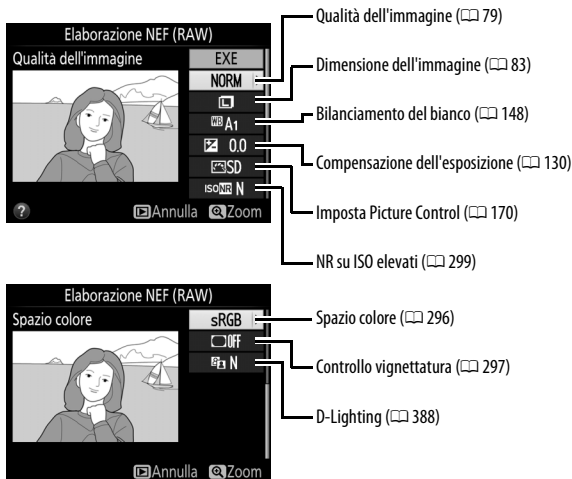 Elaborazione NEF (RAW)
Qualità dell'immagine
EXE
NORM
L
WB A1
0.0
SD
ISO NR N
? Annulla Zoom
Qualità dell'immagine (79)
Dimensione dell'immagine (83)
Bilanciamento del bianco (148)
Compensazione dell'esposizione (130)
Imposta Picture Control (170)
NR su ISO elevati (299)
Elaborazione NEF (RAW)
Spazio colore
sRGB
OFF
N
Annulla Zoom
Spazio colore (296)
Controllo vignettatura (297)
D-Lighting (388)